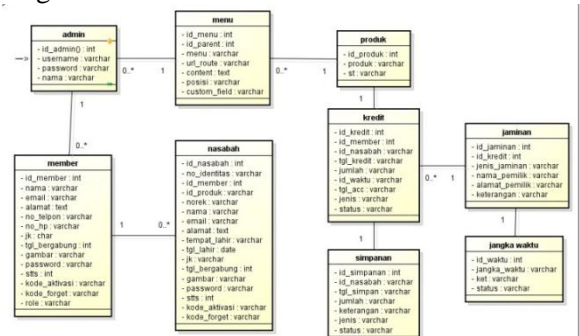 admin
- id_admin() : int
- username : varchar
- password : varchar
- nama : varchar
0..*
1
menu
- id_menu : int
- id_parent : int
- menu : varchar
- url_route : varchar
- content : text
- posisi : varchar
- custom_field : varchar
0..*
1
produk
- id_produk : int
- produk : varchar
- st : varchar
1
1
0..*
member
- id_member : int
- nama : varchar
- email : varchar
- alamat : text
- no_telpon : varchar
- no_hp : varchar
- jk : char
- tgl_bergabung : int
- gambar : varchar
- password : varchar
- stts : int
- kode_aktivasi : varchar
- kode_forget : varchar
- role : varchar
1
0..*
nasabah
- id_nasabah : int
- no_identitas : varchar
- id_member : int
- id_produk : varchar
- norek : varchar
- nama : varchar
- email : varchar
- alamat : text
- tempat_lahir : varchar
- tgl_lahir : date
- jk : varchar
- tgl_bergabung : int
- gambar : varchar
- password : varchar
- stts : int
- kode_aktivasi : varchar
- kode_forget : varchar
kredit
- id_kredit : int
- id_member : int
- id_nasabah : varchar
- tgl_kredit : varchar
- jumlah : varchar
- id_waktu : varchar
- tgl_acc : varchar
- jenis : varchar
- status : varchar
0..*
1
1
jaminan
- id_jaminan : int
- id_kredit : int
- jenis_jaminan : varchar
- nama_pemilik : varchar
- alamat_pemilik : varchar
- keterangan : varchar
1
simpanan
- id_simpanan : int
- id_nasabah : varchar
- tgl_simpan : varchar
- jumlah : varchar
- keterangan : varchar
- jenis : varchar
- status : varchar
jangka waktu
- id_waktu : int
- jangka_waktu : varchar
- ket : varchar
- status : varchar